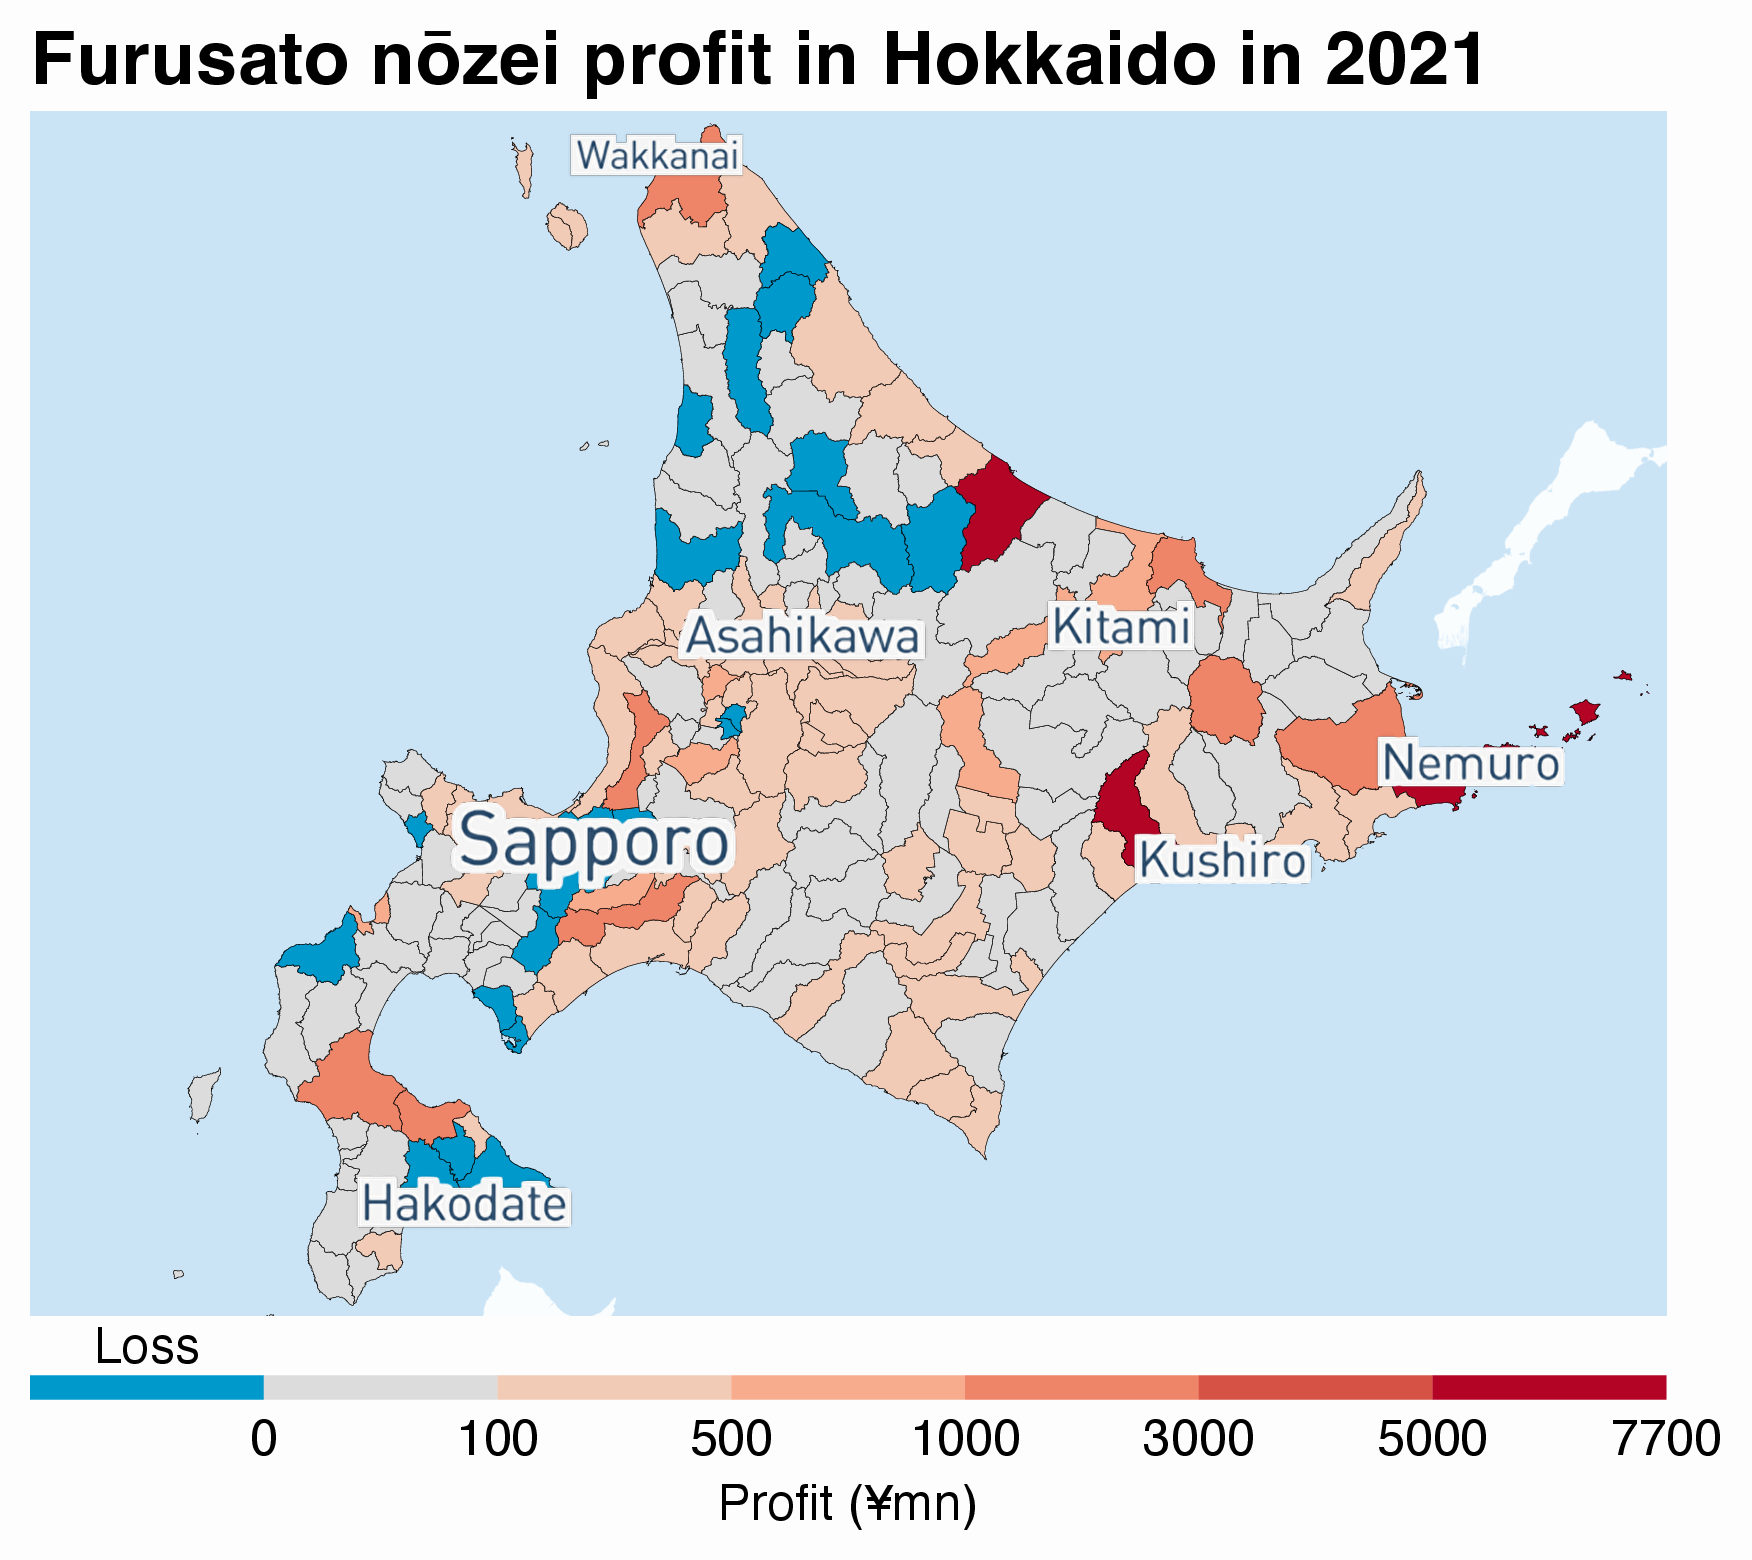 Furusato nōzei profit in Hokkaido in 2021
Wakkanai
Asahikawa
Kitami
Nemuro
Sapporo
Kushiro
Hakodate
Loss
0 100 500 1000 3000 5000 7700
Profit (¥mn)